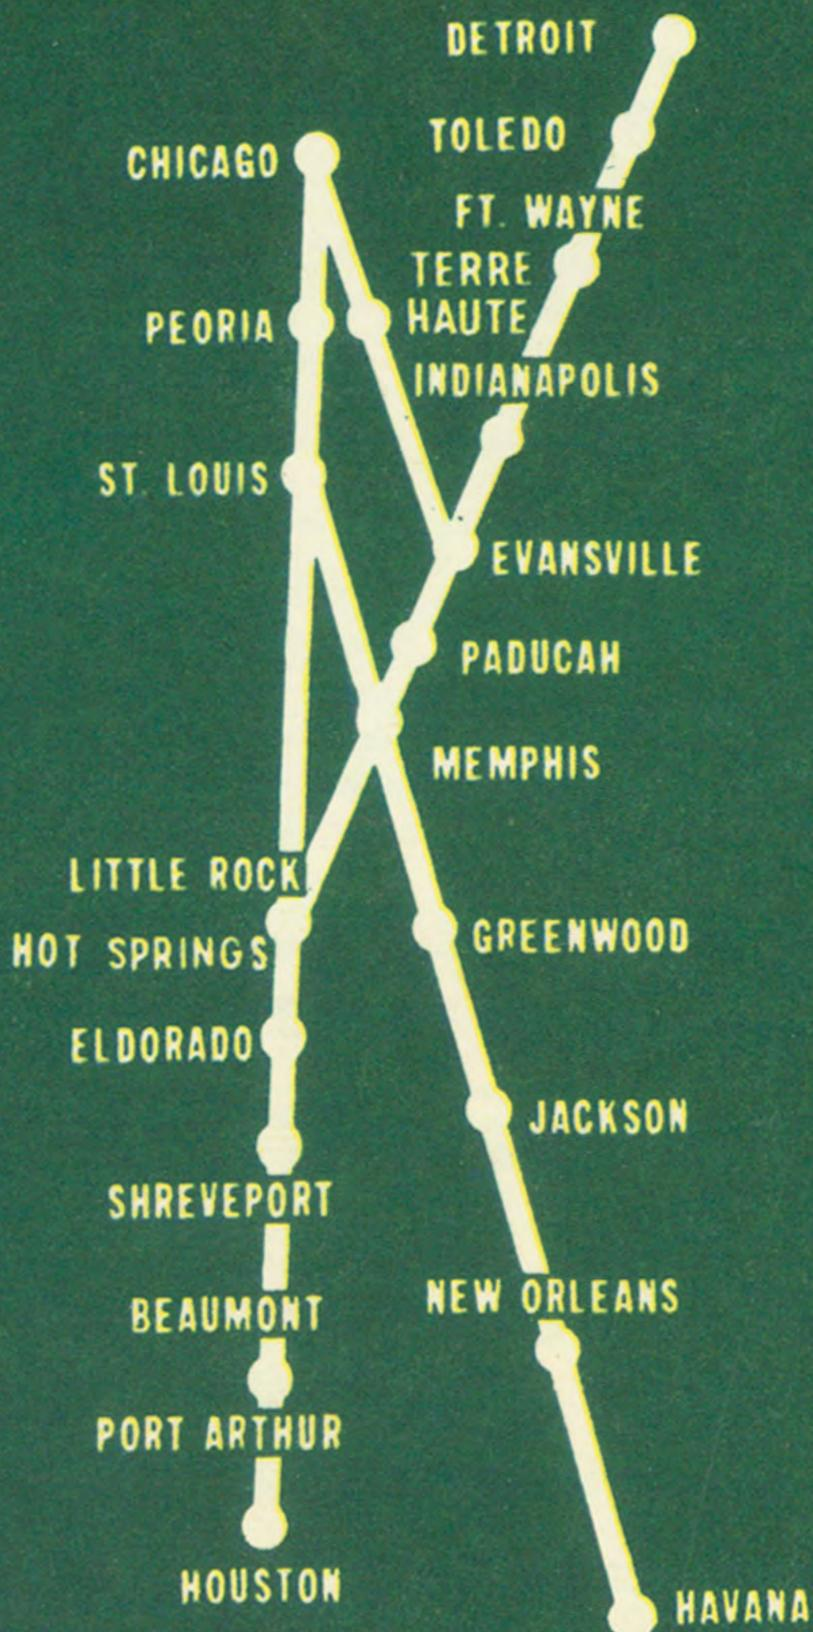 DETROIT
TOLEDO
CHICAGO
FT. WAYNE
TERRE
HAUTE
PEORIA
INDIANAPOLIS
ST. LOUIS
EVANSVILLE
PADUCAH
MEMPHIS
LITTLE ROCK
HOT SPRINGS
GREENWOOD
ELDORADO
JACKSON
SHREVEPORT
NEW ORLEANS
BEAUMONT
PORT ARTHUR
HOUSTON
HAVANA